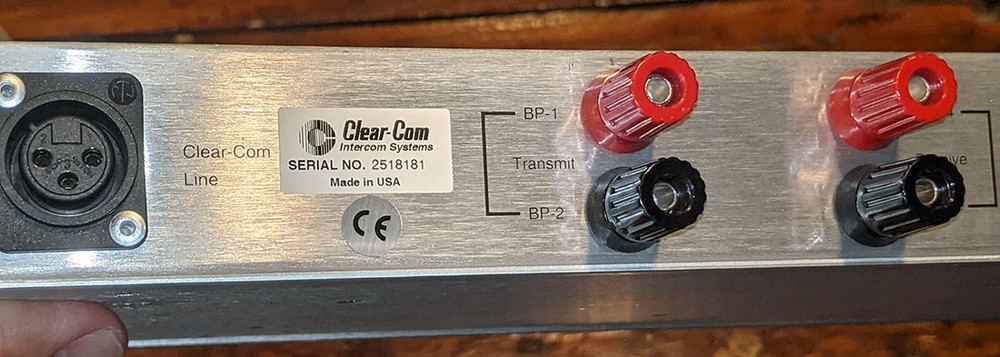 Clear-Com
Line
Clear-Com
Intercom Systems
SERIAL NO. 2518181
Made in USA
CE
BP-1
Transmit
BP-2